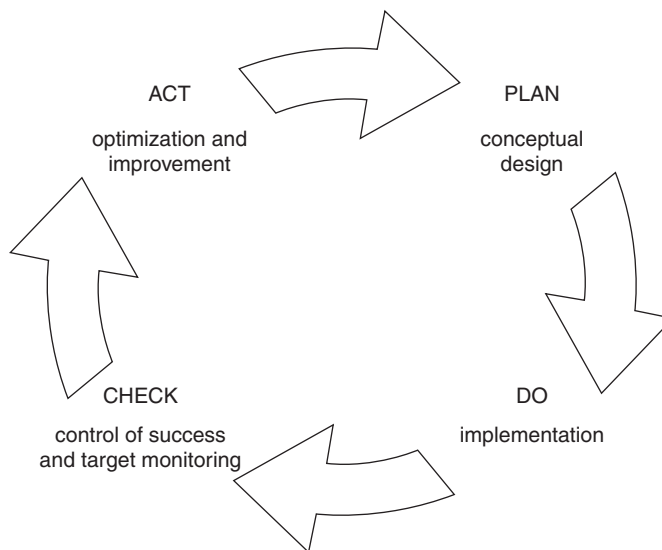 ACT
optimization and
improvement
PLAN
conceptual
design
DO
implementation
CHECK
control of success
and target monitoring